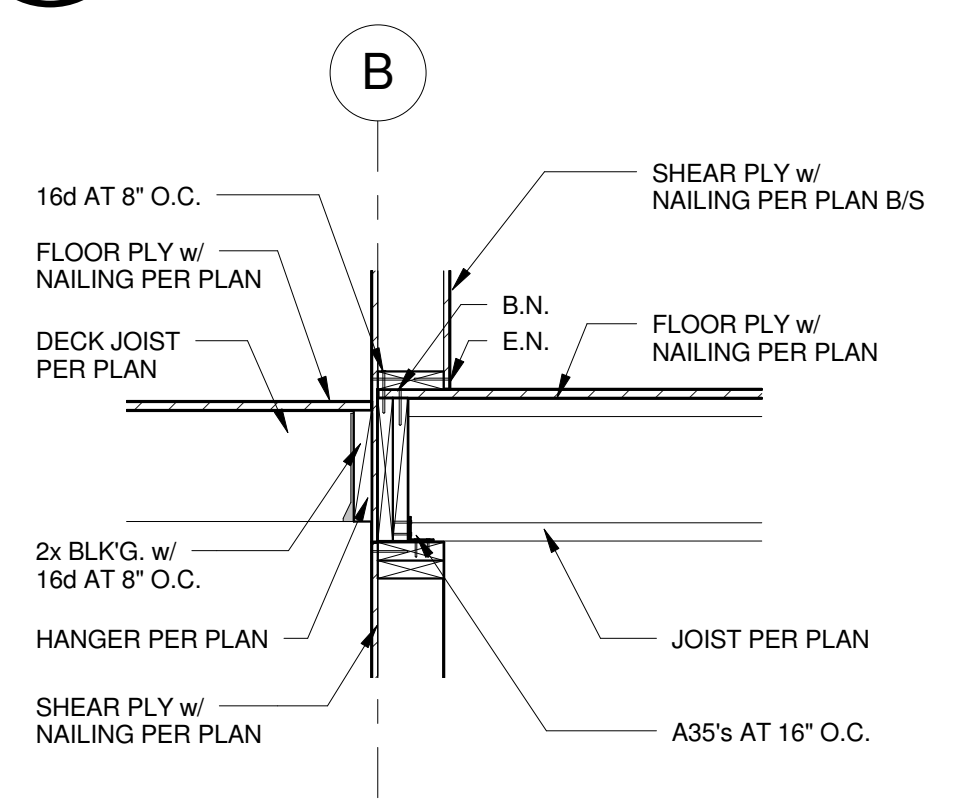 B
16d AT 8" O.C.
FLOOR PLY w/
NAILING PER PLAN
DECK JOIST
PER PLAN
2x BLK'G. w/
16d AT 8" O.C.
HANGER PER PLAN
SHEAR PLY w/
NAILING PER PLAN
SHEAR PLY w/
NAILING PER PLAN B/S
B.N.
E.N.
FLOOR PLY w/
NAILING PER PLAN
JOIST PER PLAN
A35's AT 16" O.C.